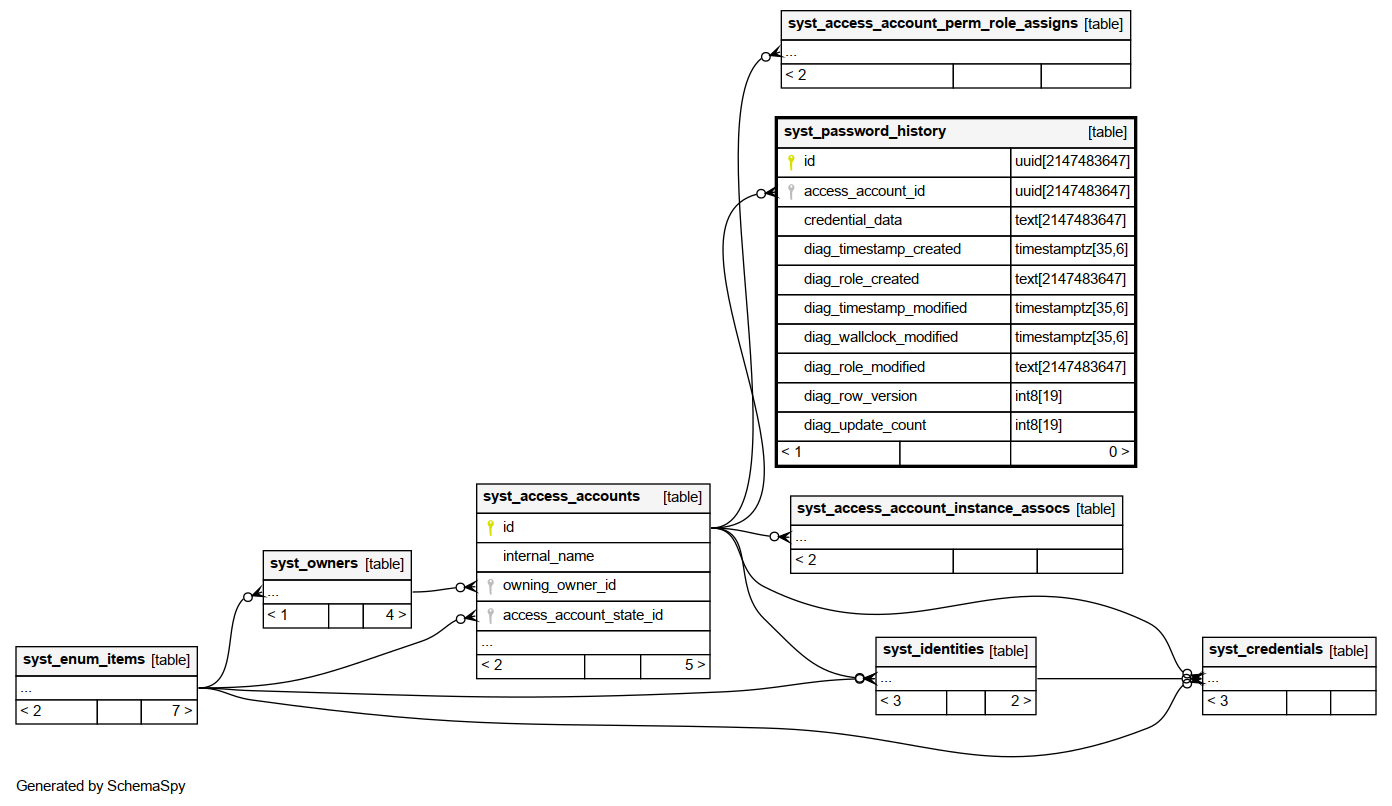 syst_access_account_perm_role_assigns [table]
...
< 2
syst_password_history [table]
id uuid[2147483647]
access_account_id uuid[2147483647]
credential_data text[2147483647]
diag_timestamp_created timestamptz[35,6]
diag_role_created text[2147483647]
diag_timestamp_modified timestamptz[35,6]
diag_wallclock_modified timestamptz[35,6]
diag_role_modified text[2147483647]
diag_row_version int8[19]
diag_update_count int8[19]
< 1 0 >
syst_access_accounts [table]
id
internal_name
owning_owner_id
access_account_state_id
...
< 2 5 >
syst_access_account_instance_assocs [table]
...
< 2
syst_owners [table]
...
< 1 4 >
syst_enum_items [table]
...
< 2 7 >
syst_identities [table]
...
< 3 2 >
syst_credentials [table]
...
< 3
Generated by SchemaSpy